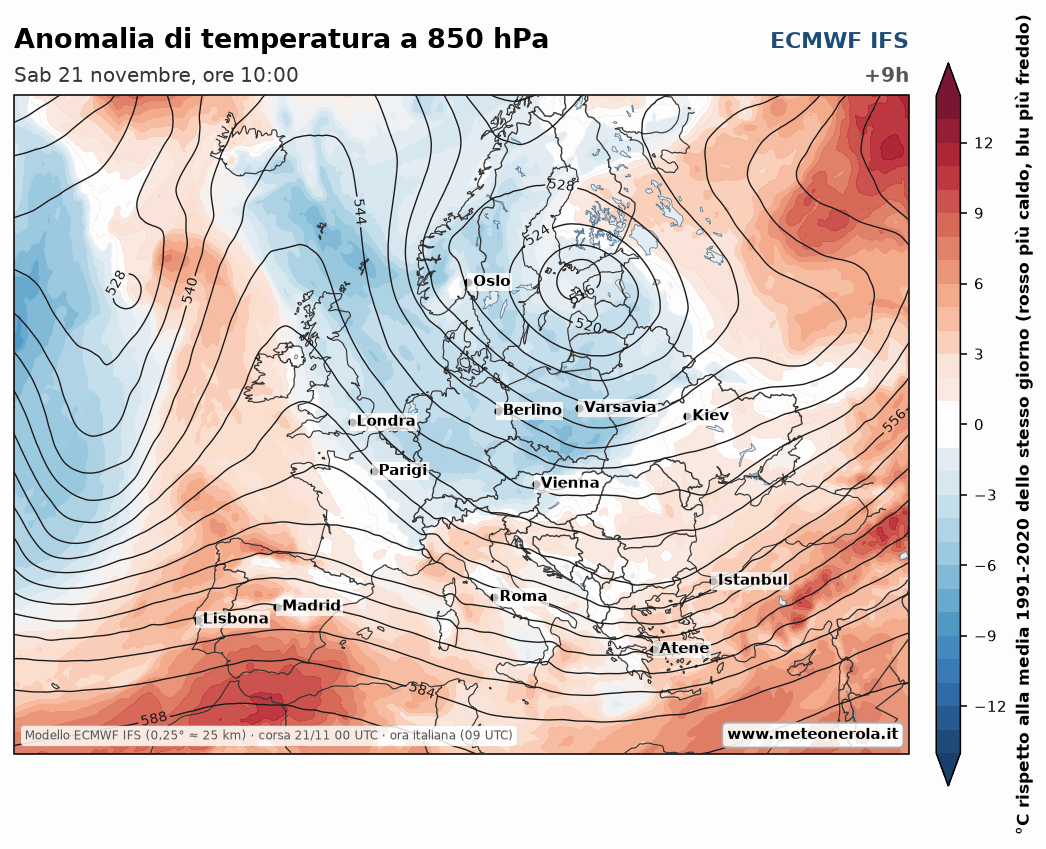 Anomalia di temperatura a 850 hPa
ECMWF IFS
Sab 21 novembre, ore 10:00
+9h
528
544
524
528
540
Oslo
516
520
Berlino
Varsavia
Kiev
556
Londra
Parigi
Vienna
Istanbul
Roma
Madrid
Lisbona
Atene
584
588
Modello ECMWF IFS (0,25° ≈ 25 km) · corsa 21/11 00 UTC · ora italiana (09 UTC)
www.meteonerola.it
12
9
6
3
0
−3
−6
−9
−12
°C rispetto alla media 1991-2020 dello stesso giorno (rosso più caldo, blu più freddo)